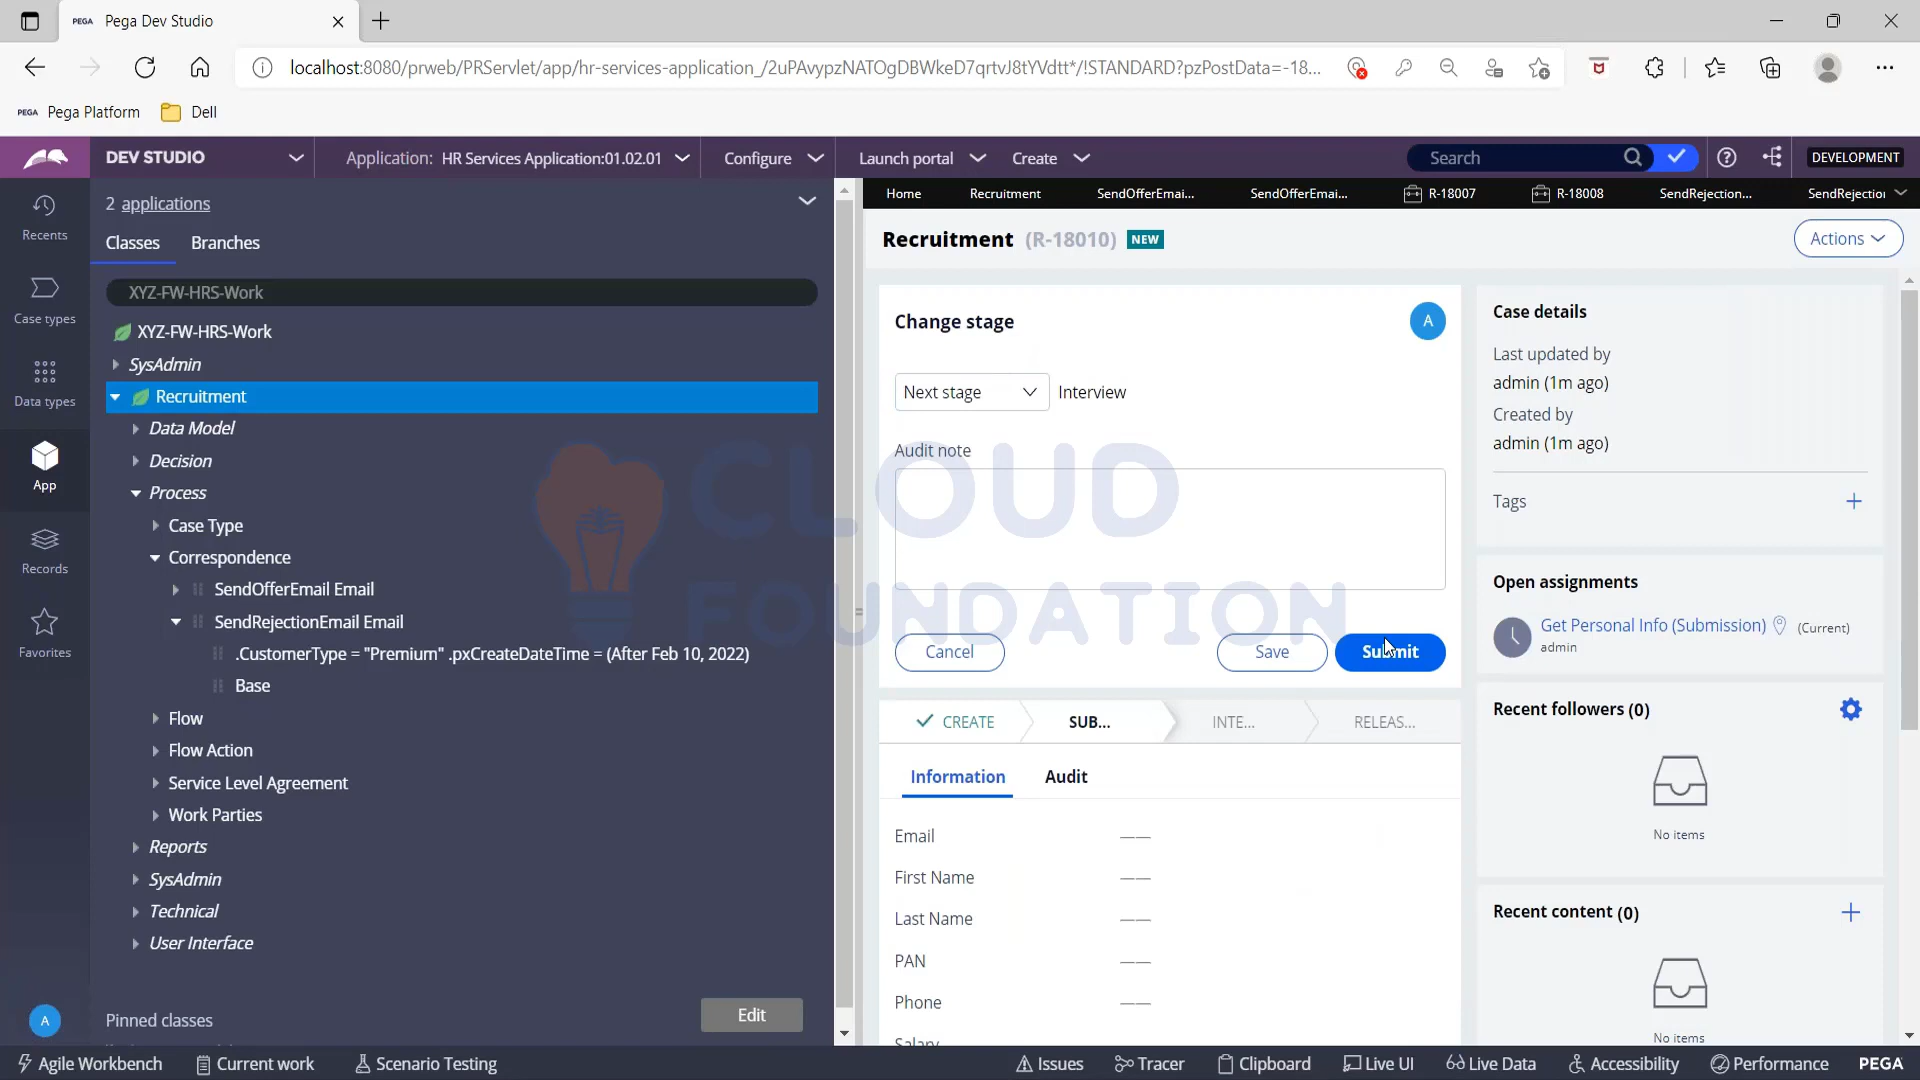 PEGA Pega Dev Studio
localhost:8080/prweb/PRServlet/app/hr-services-application_/2uPAvypzNATOgDBWkeD7qrtvJ8tYVdtt*/!STANDARD?pzPostData=-18...
PEGA Pega Platform Dell
DEV STUDIO Application: HR Services Application:01.02.01 Configure Launch portal Create Search DEVELOPMENT
Home Recruitment SendOfferEmai... SendOfferEmai... R-18007 R-18008 SendRejection... SendRejection
Recents
Case types
Data types
App
Records
Favorites
A
2 applications
Classes Branches
XYZ-FW-HRS-Work
XYZ-FW-HRS-Work
SysAdmin
Recruitment
Data Model
Decision
Process
Case Type
Correspondence
SendOfferEmail Email
SendRejectionEmail Email
.CustomerType = "Premium" .pxCreateDateTime = (After Feb 10, 2022)
Base
Flow
Flow Action
Service Level Agreement
Work Parties
Reports
SysAdmin
Technical
User Interface
Pinned classes Edit
Recruitment (R-18010) NEW Actions
Change stage A
Next stage Interview
Audit note
Cancel Save Submit
CREATE SUB... INTE... RELEAS...
Information Audit
Email ——
First Name ——
Last Name ——
PAN ——
Phone ——
Salary
Case details
Last updated by
admin (1m ago)
Created by
admin (1m ago)
Tags
Open assignments
Get Personal Info (Submission) (Current)
admin
Recent followers (0)
No items
Recent content (0)
No items
CLOUD
FOUNDATION
Agile Workbench Current work Scenario Testing Issues Tracer Clipboard Live UI Live Data Accessibility Performance PEGA